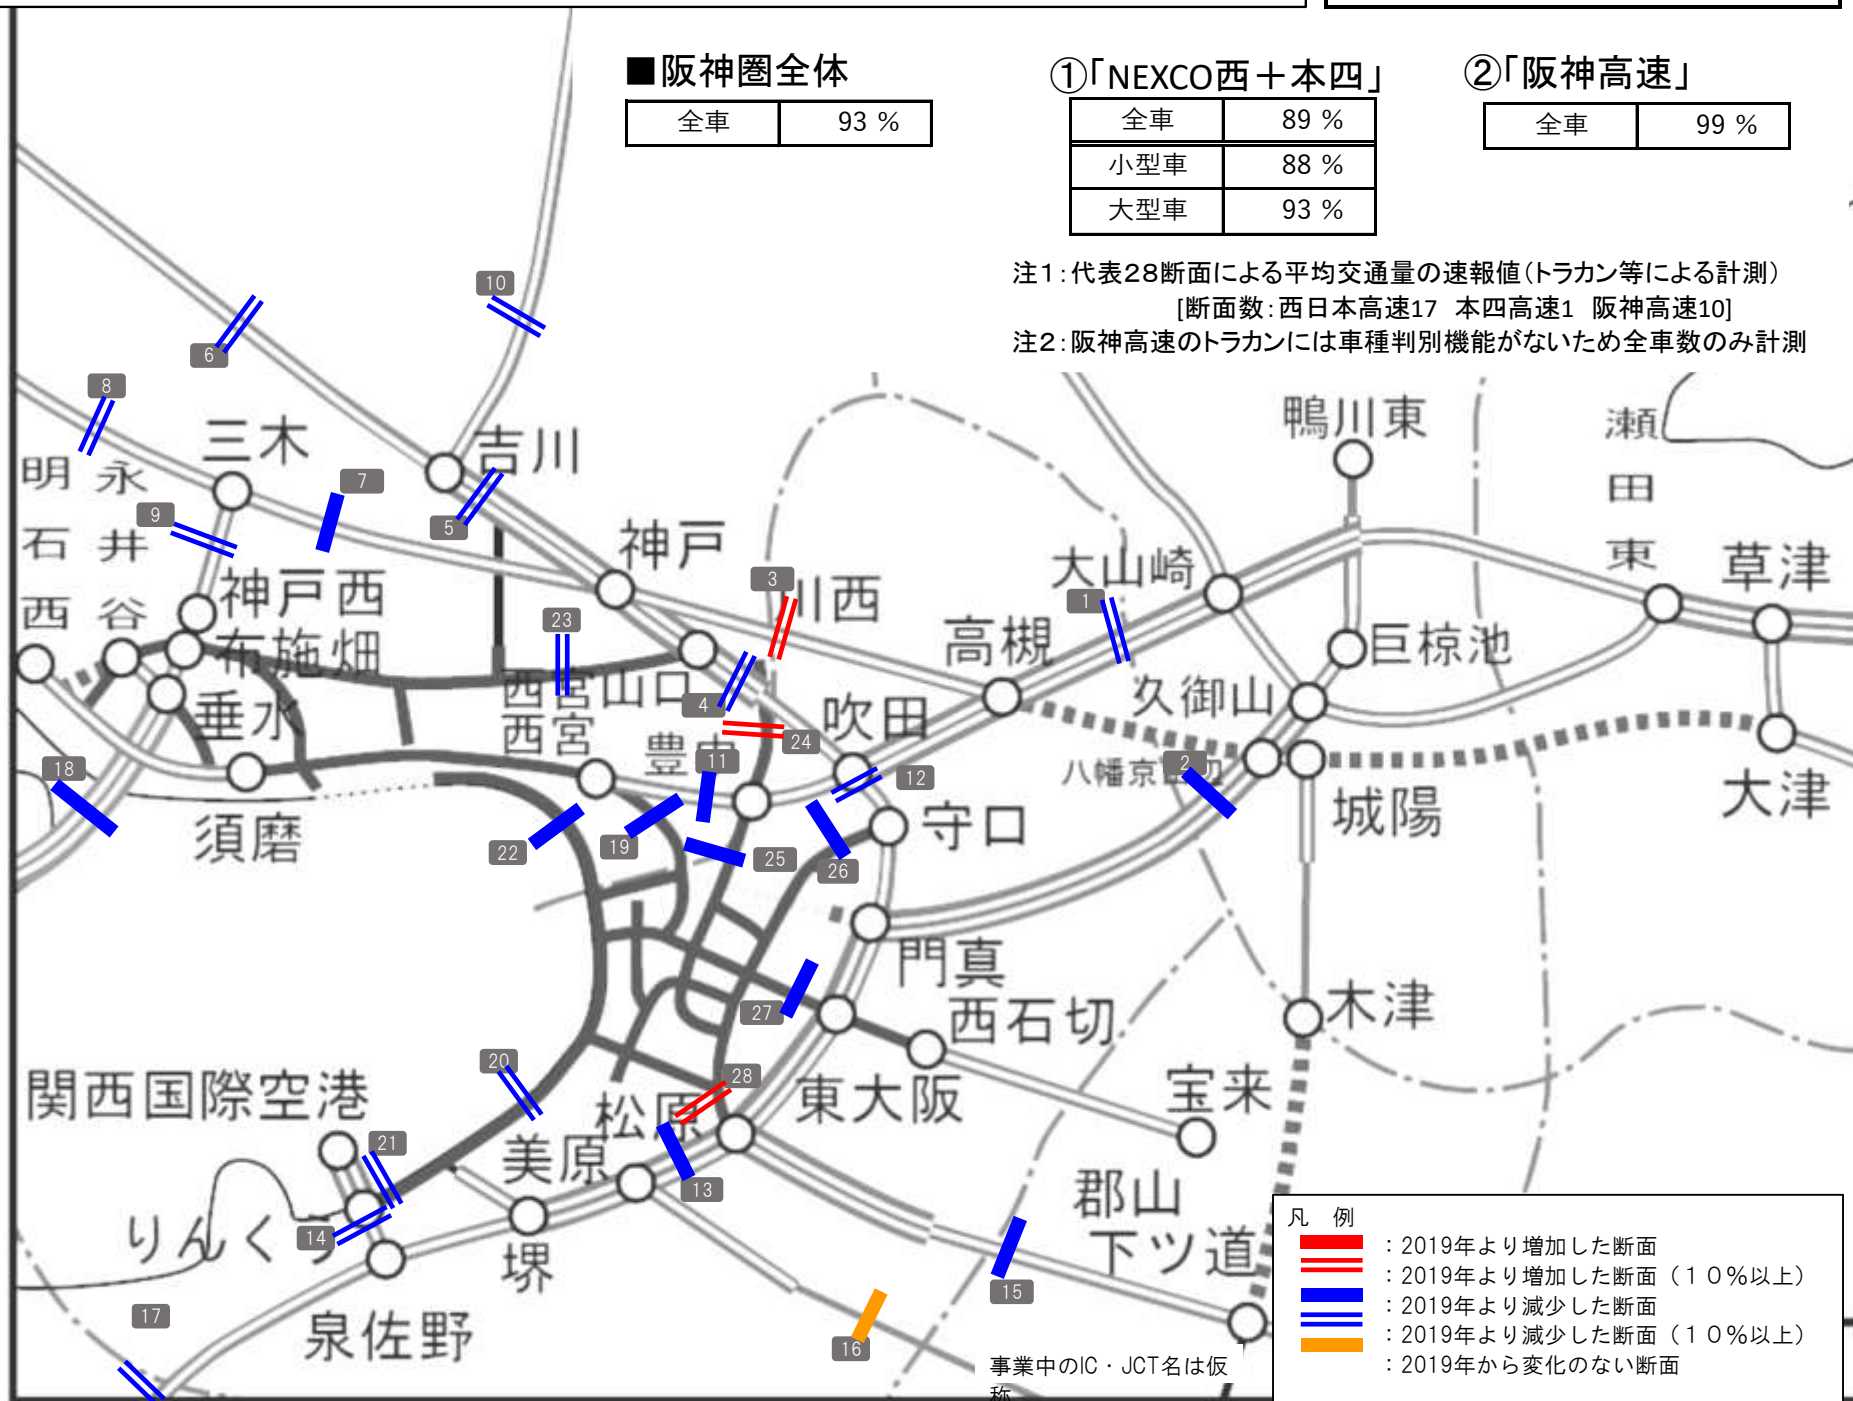 ■阪神圏全体
全車 93 %
①「NEXCO西＋本四」
全車 89 %
小型車 88 %
大型車 93 %
②「阪神高速」
全車 99 %
注1：代表28断面による平均交通量の速報値（トラカン等による計測）
[断面数：西日本高速17 本四高速1 阪神高速10]
注2：阪神高速のトラカンには車種判別機能がないため全車数のみ計測
10
6
8
三木
吉川
鴨川東
瀬田東
明石西
永井谷
7
9
5
神戸
大山崎
草津
神戸西
3
川西
1
布施畑
23
高槻
巨椋池
西宮山口
4
久御山
垂水
西宮
吹田
24
豊中
11
12
八幡京田辺
2
大津
18
須磨
守口
城陽
22
19
25
26
門真
27
西石切
木津
関西国際空港
20
28
松原
東大阪
宝来
21
美原
13
郡山
りんくう
14
堺
下ツ道
15
17
泉佐野
16
事業中のIC・JCT名は仮
称
凡 例
：2019年より増加した断面
：2019年より増加した断面（１０％以上）
：2019年より減少した断面
：2019年より減少した断面（１０％以上）
：2019年から変化のない断面